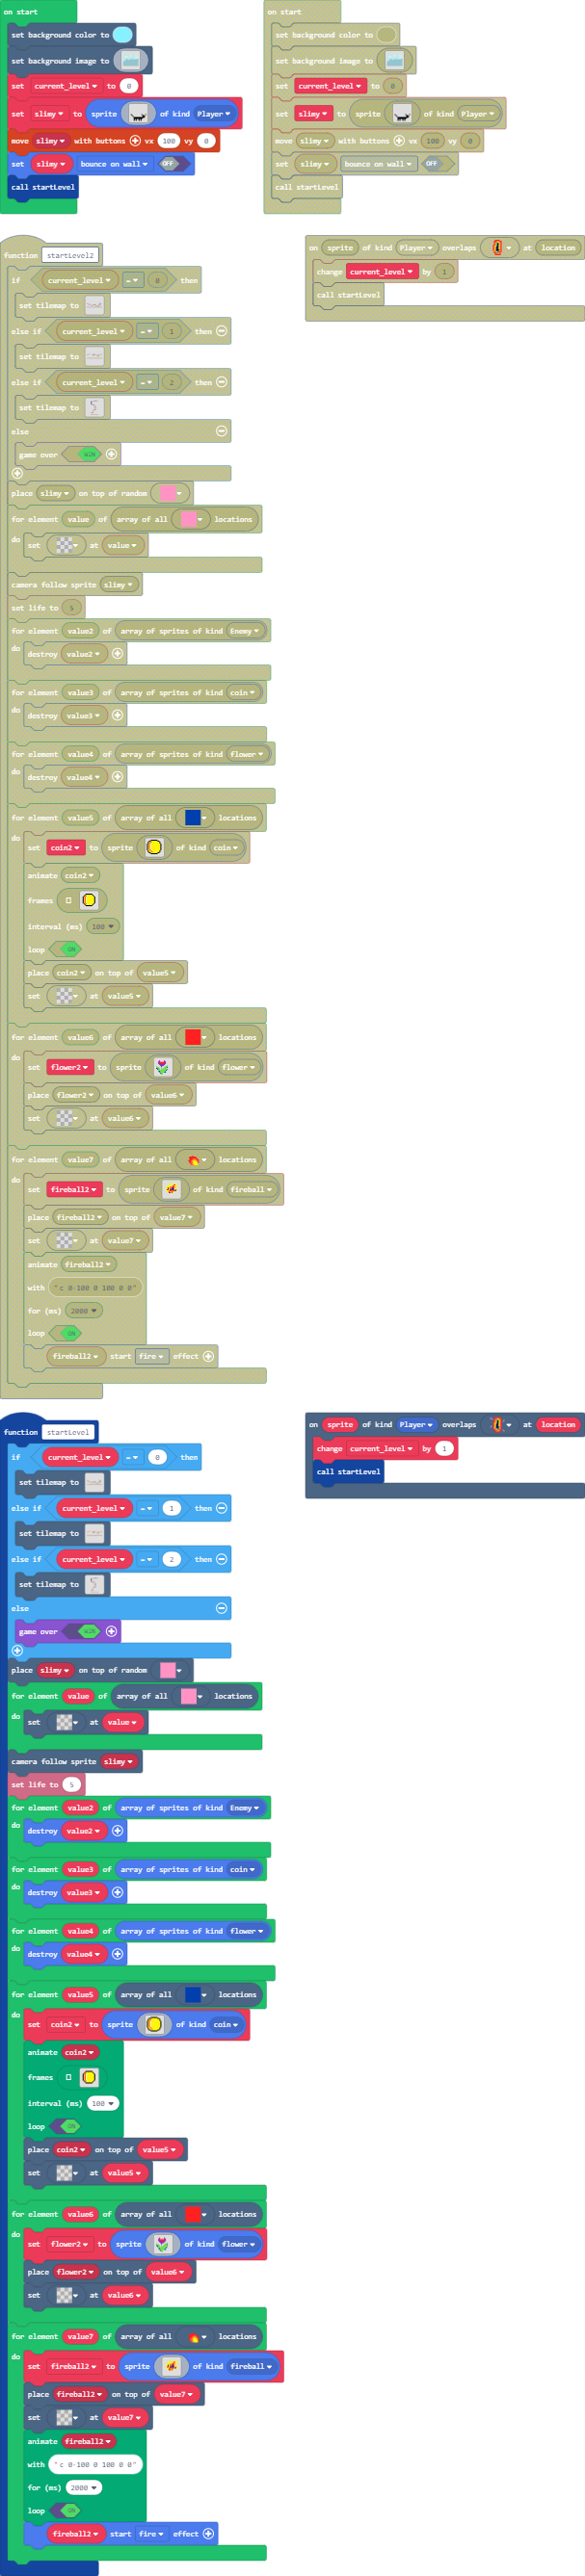 on start
set background color to
set background image to
set current_level to 0
set slimy to sprite of kind Player
move slimy with buttons vx 100 vy 0
set slimy bounce on wall OFF
call startLevel
on start
set background color to
set background image to
set current_level to 0
set slimy to sprite of kind Player
move slimy with buttons vx 100 vy 0
set slimy bounce on wall OFF
call startLevel
function startLevel2
if current_level = 0 then
set tilemap to
else if current_level = 1 then
set tilemap to
else if current_level = 2 then
set tilemap to
else
game over WIN
place slimy on top of random
for element value of array of all locations
do set at value
camera follow sprite slimy
set life to 5
for element value2 of array of sprites of kind Enemy
do destroy value2
for element value3 of array of sprites of kind coin
do destroy value3
for element value4 of array of sprites of kind flower
do destroy value4
for element value5 of array of all locations
do set coin2 to sprite of kind coin
animate coin2
frames
interval (ms) 100
loop ON
place coin2 on top of value5
set at value5
for element value6 of array of all locations
do set flower2 to sprite of kind flower
place flower2 on top of value6
set at value6
for element value7 of array of all locations
do set fireball2 to sprite of kind fireball
place fireball2 on top of value7
set at value7
animate fireball2
with "c 0-100 0 100 0 0"
for (ms) 2000
loop ON
fireball2 start fire effect
on sprite of kind Player overlaps at location
change current_level by 1
call startLevel
function startLevel
if current_level = 0 then
set tilemap to
else if current_level = 1 then
set tilemap to
else if current_level = 2 then
set tilemap to
else
game over WIN
place slimy on top of random
for element value of array of all locations
do set at value
camera follow sprite slimy
set life to 5
for element value2 of array of sprites of kind Enemy
do destroy value2
for element value3 of array of sprites of kind coin
do destroy value3
for element value4 of array of sprites of kind flower
do destroy value4
for element value5 of array of all locations
do set coin2 to sprite of kind coin
animate coin2
frames
interval (ms) 100
loop ON
place coin2 on top of value5
set at value5
for element value6 of array of all locations
do set flower2 to sprite of kind flower
place flower2 on top of value6
set at value6
for element value7 of array of all locations
do set fireball2 to sprite of kind fireball
place fireball2 on top of value7
set at value7
animate fireball2
with "c 0-100 0 100 0 0"
for (ms) 2000
loop ON
fireball2 start fire effect
on sprite of kind Player overlaps at location
change current_level by 1
call startLevel